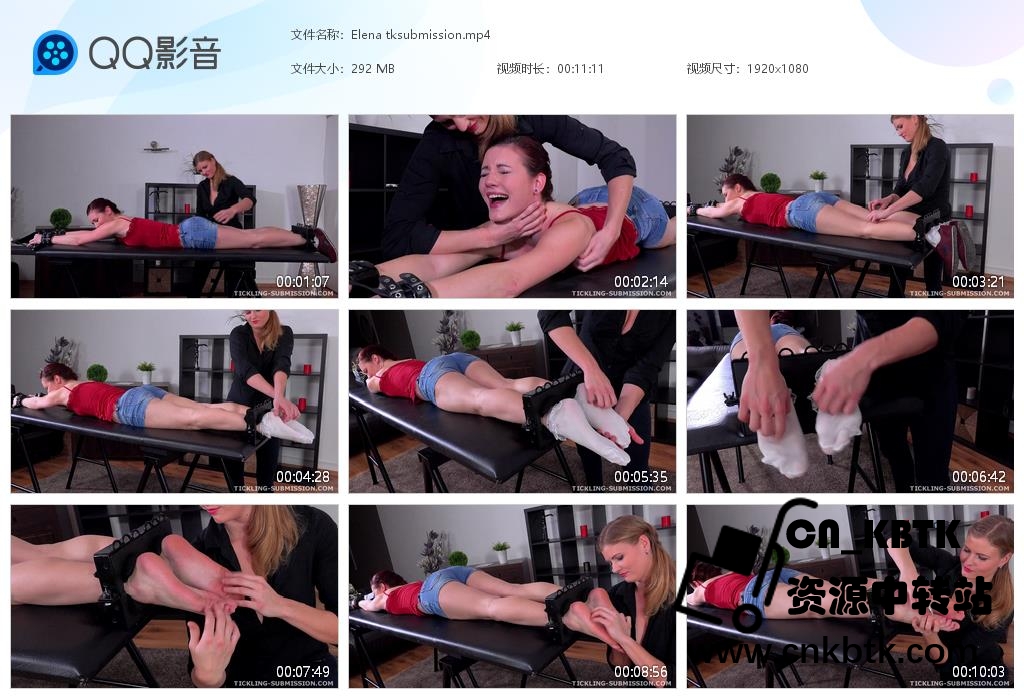 QQ影音
文件名称: Elena tksubmission.mp4
文件大小: 292 MB 视频时长: 00:11:11 视频尺寸: 1920x1080
00:01:07
TICKLING-SUBMISSION.COM
00:02:14
TICKLING-SUBMISSION.COM
00:03:21
TICKLING-SUBMISSION.COM
00:04:28
TICKLING-SUBMISSION.COM
00:05:35
TICKLING-SUBMISSION.COM
00:06:42
TICKLING-SUBMISSION.COM
00:07:49
TICKLING-SUBMISSION.COM
00:08:56
TICKLING-SUBMISSION.COM
CN_KBTK
资源中转站
www.cnkbtk.com
00:10:03
TICKLING-SUBMISSION.COM